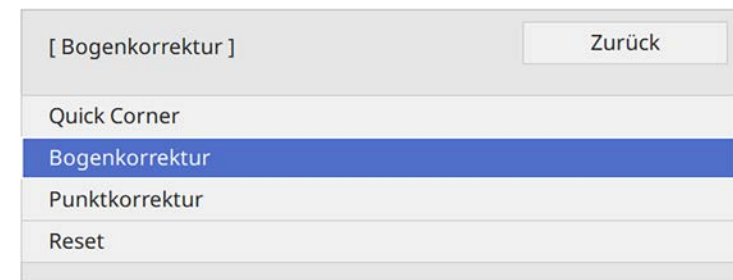 [ Bogenkorrektur ] Zurück
Quick Corner
Bogenkorrektur
Punktkorrektur
Reset